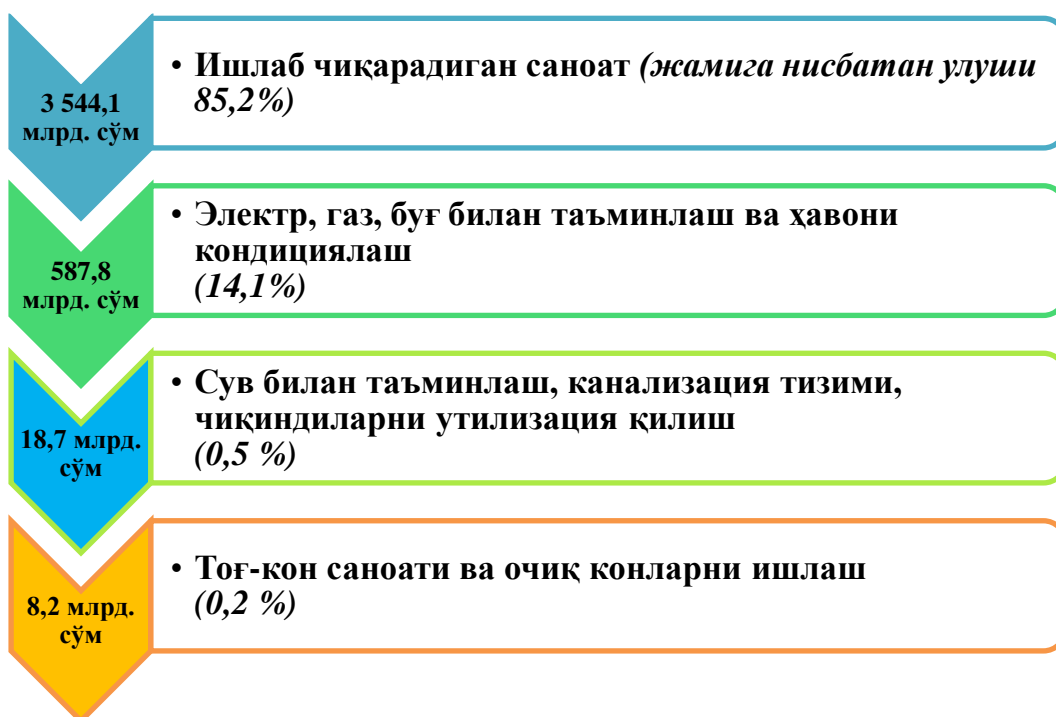 3 544,1
млрд. сўм
• Ишлаб чиқарадиган саноат (жамига нисбатан улуши
85,2%)
587,8
млрд. сўм
• Электр, газ, буғ билан таъминлаш ва ҳавони
кондициялаш
(14,1%)
18,7 млрд.
сўм
• Сув билан таъминлаш, канализация тизими,
чиқиндиларни утилизация қилиш
(0,5 %)
8,2 млрд.
сўм
• Тоғ-кон саноати ва очиқ конларни ишлаш
(0,2 %)